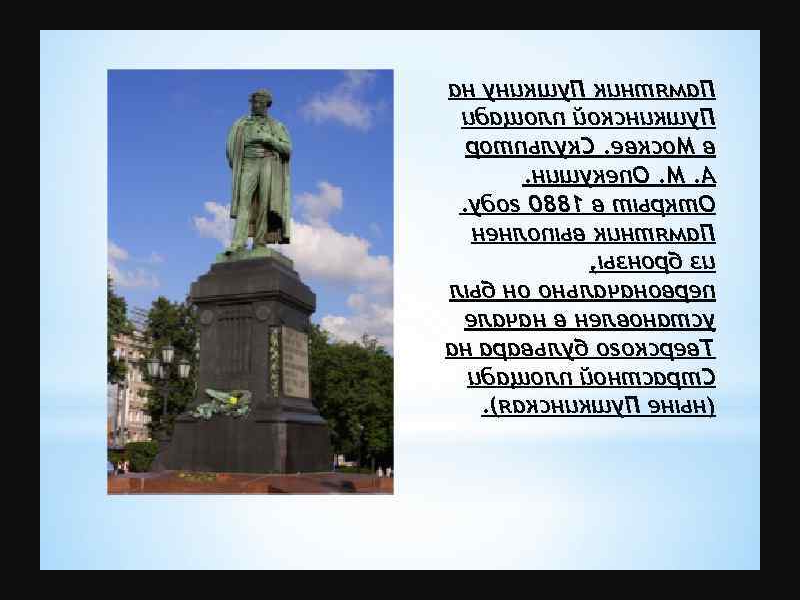 Памятник Пушкину на
Пушкинской площади
в Москве. Скульптор
А. М. Опекушин.
Открыт в 1880 году.
Памятник выполнен
из бронзы,
первоначально он был
установлен в начале
Тверского бульвара на
Страстной площади
(ныне Пушкинская).